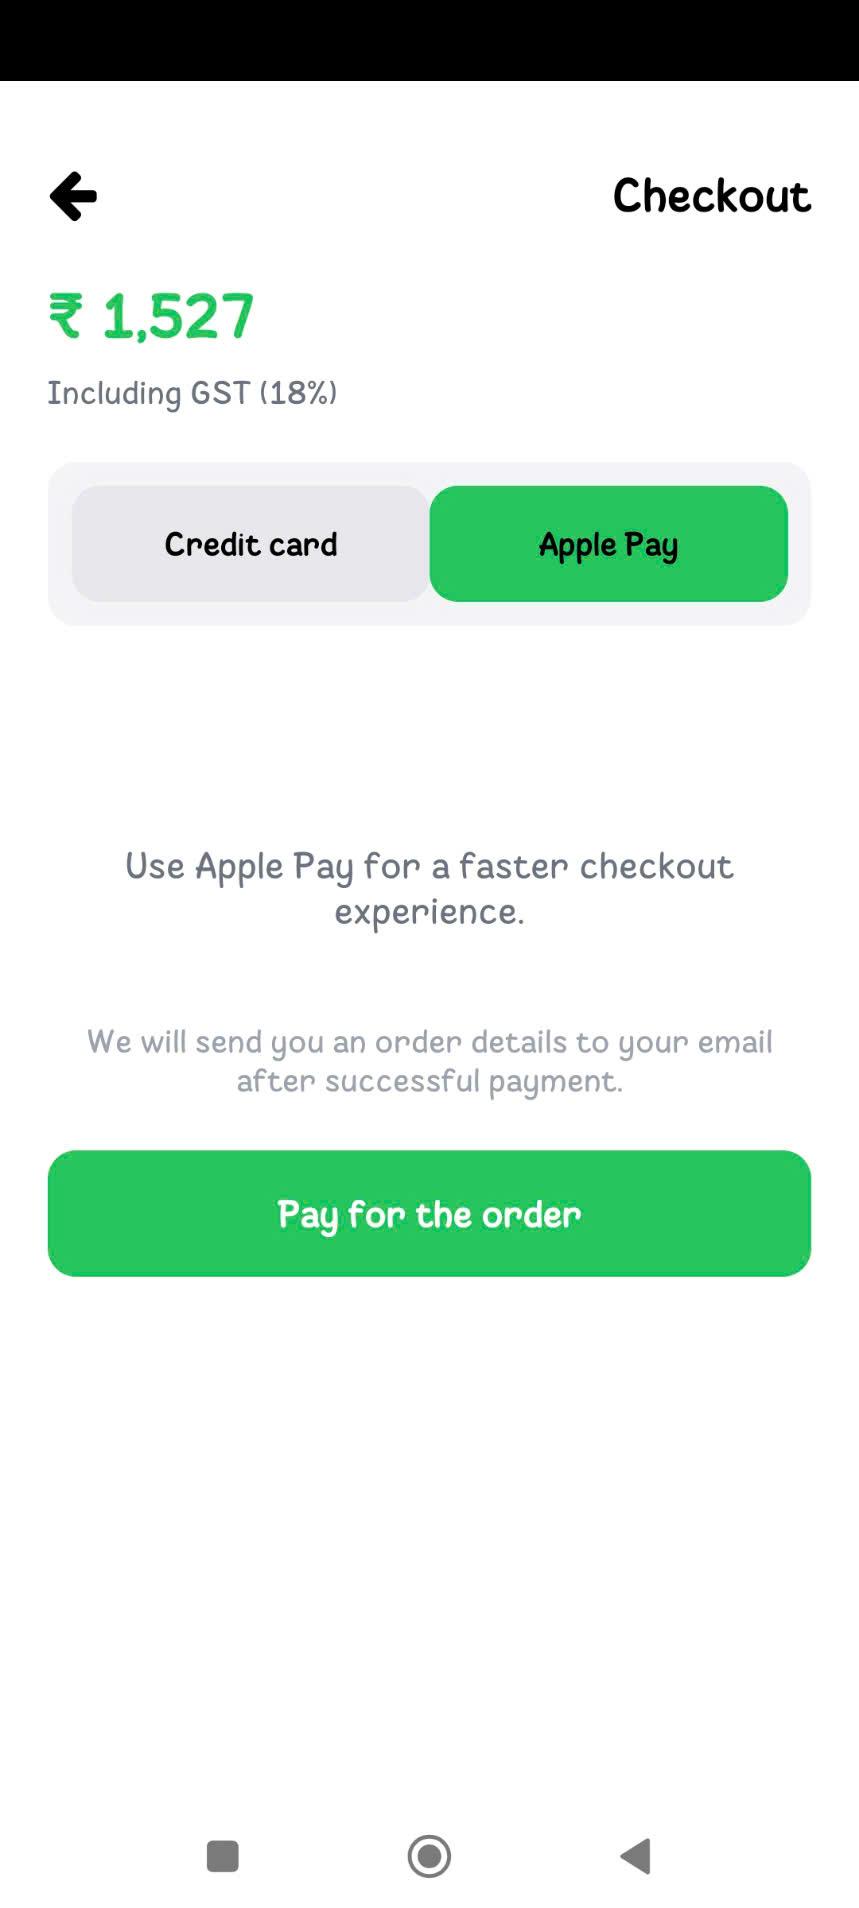 Checkout
₹ 1,527
Including GST (18%)
Credit card
Apple Pay
Use Apple Pay for a faster checkout
experience.
We will send you an order details to your email
after successful payment.
Pay for the order